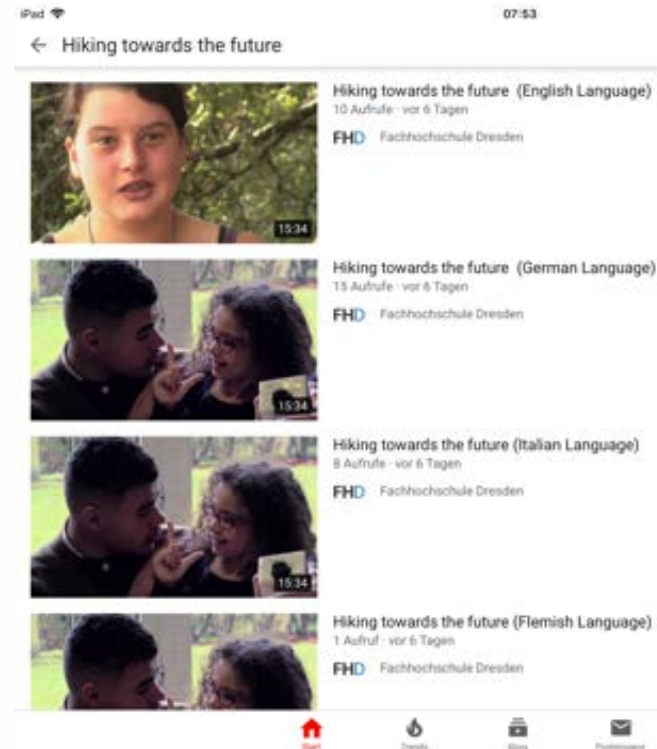 iPad 07:53
← Hiking towards the future
Hiking towards the future (English Language)
10 Aufrufe · vor 6 Tagen
FHD Fachhochschule Dresden
15:34
Hiking towards the future (German Language)
15 Aufrufe · vor 6 Tagen
FHD Fachhochschule Dresden
15:34
Hiking towards the future (Italian Language)
8 Aufrufe · vor 6 Tagen
FHD Fachhochschule Dresden
15:34
Hiking towards the future (Flemish Language)
1 Aufruf · vor 6 Tagen
FHD Fachhochschule Dresden
Start Trends Abos